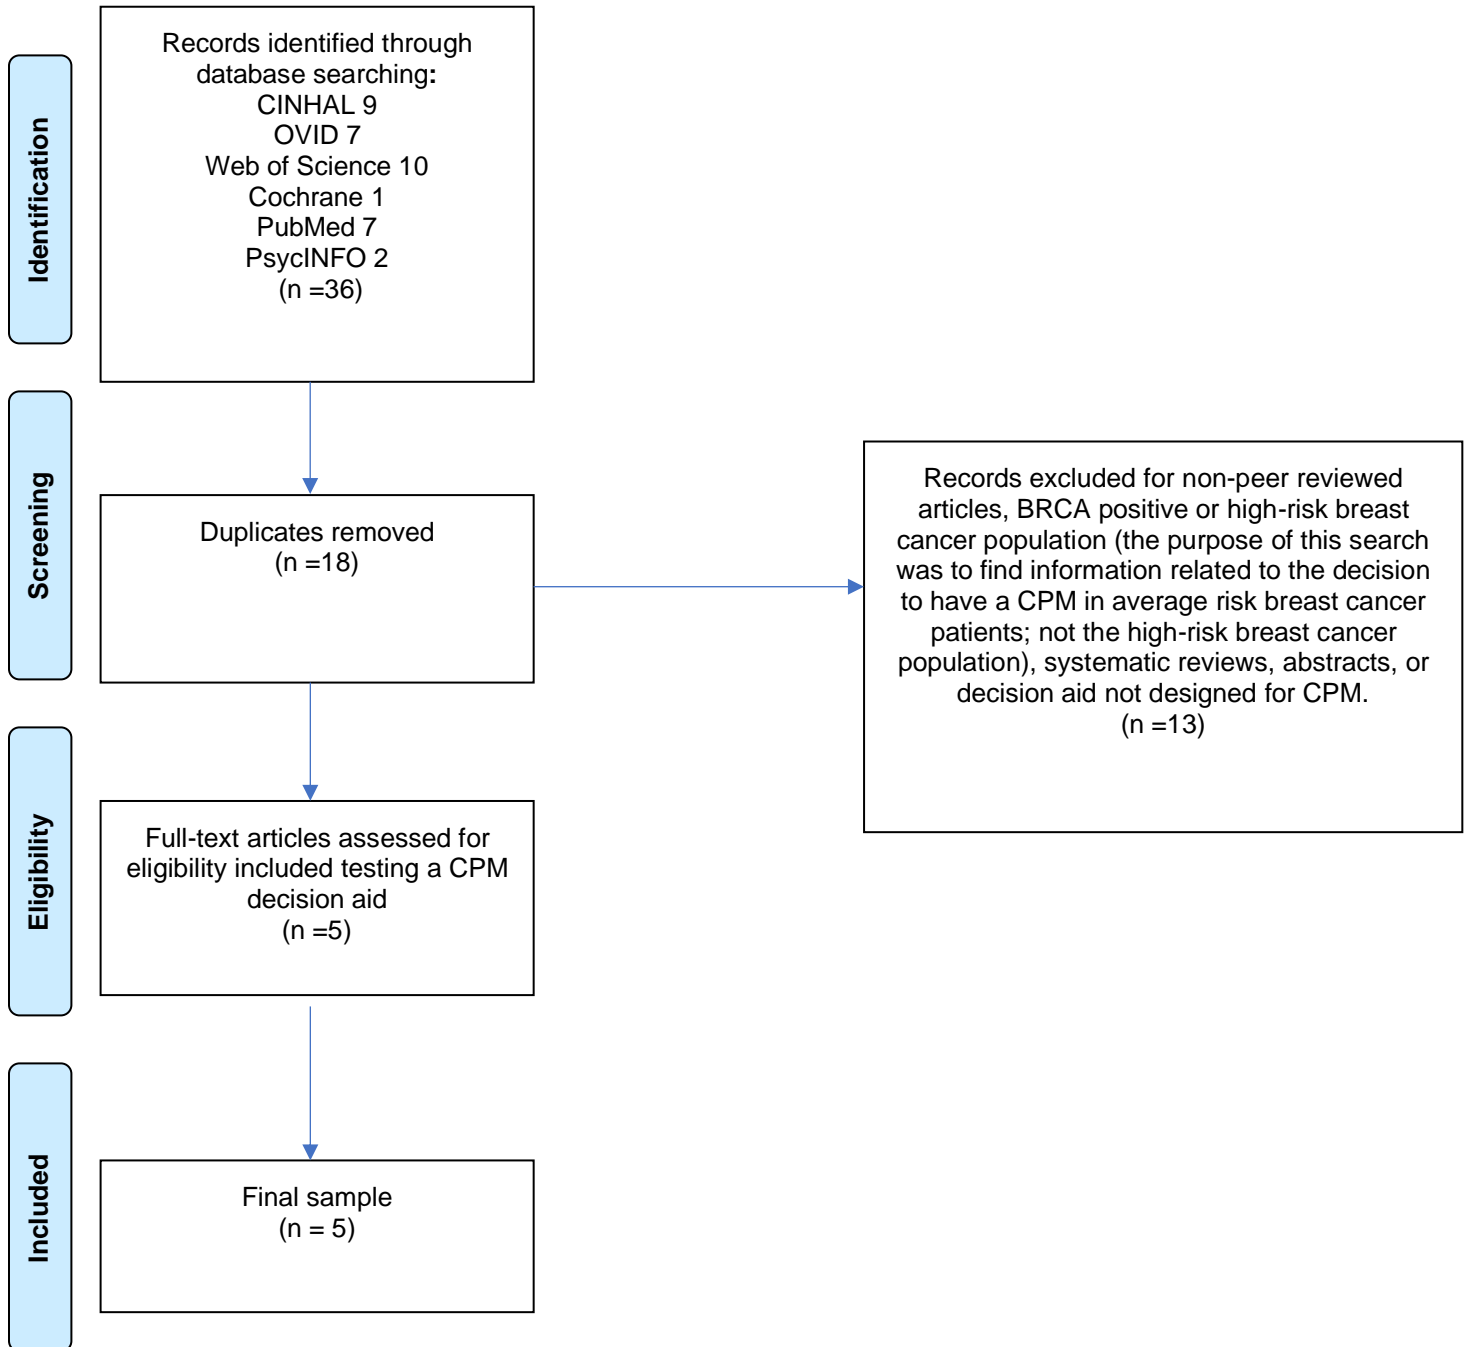 Identification
Records identified through
database searching:
CINHAL 9
OVID 7
Web of Science 10
Cochrane 1
PubMed 7
PsycINFO 2
(n =36)
Screening
Duplicates removed
(n =18)
Records excluded for non-peer reviewed
articles, BRCA positive or high-risk breast
cancer population (the purpose of this search
was to find information related to the decision
to have a CPM in average risk breast cancer
patients; not the high-risk breast cancer
population), systematic reviews, abstracts, or
decision aid not designed for CPM.
(n =13)
Eligibility
Full-text articles assessed for
eligibility included testing a CPM
decision aid
(n =5)
Included
Final sample
(n = 5)